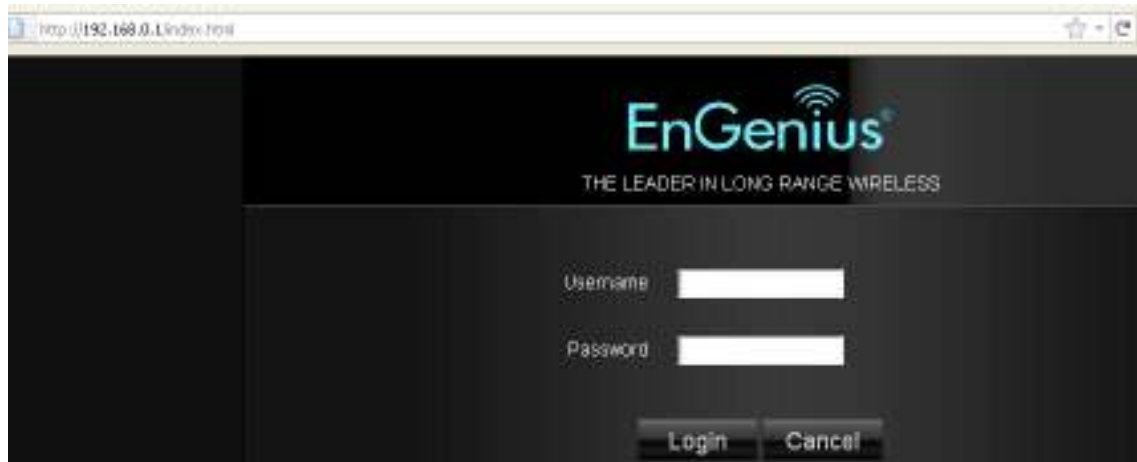 http://192.168.0.1/index.html
EnGenius®
THE LEADER IN LONG RANGE WIRELESS
Username
Password
Login Cancel